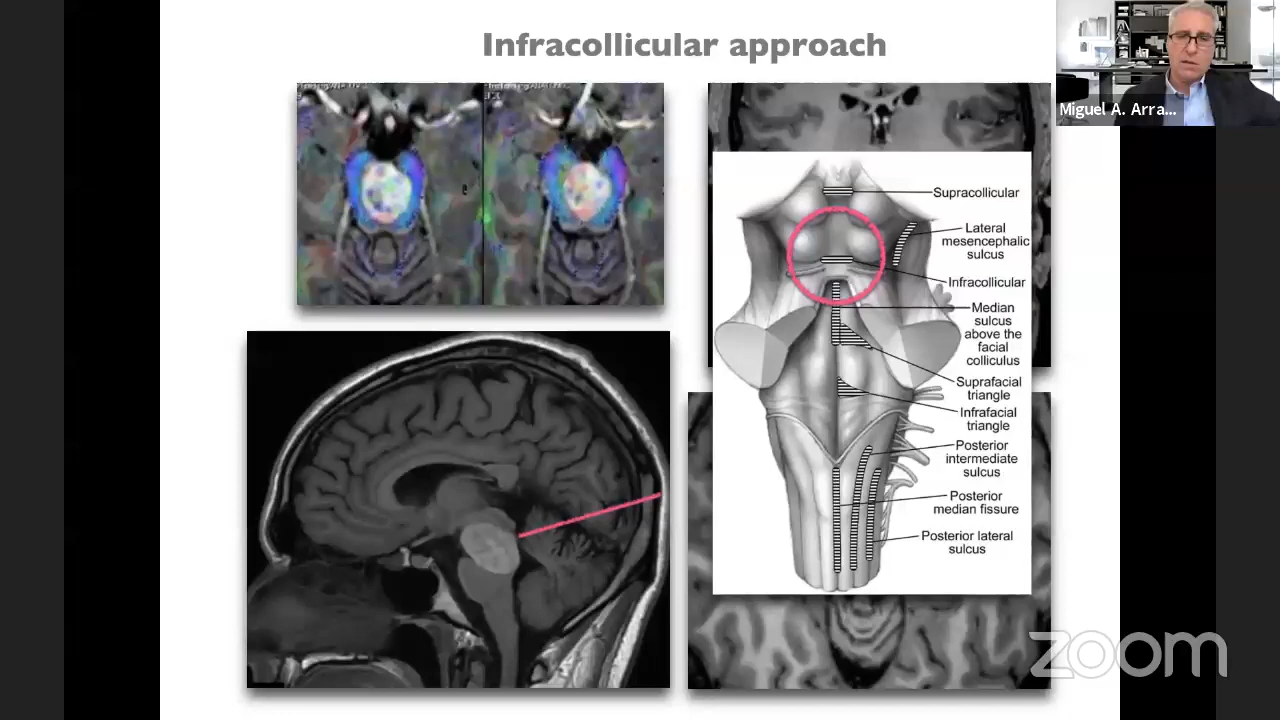 Infracollicular approach
Miguel A. Arra...
Supracollicular
Lateral
mesencephalic
sulcus
Infracollicular
Median
sulcus
above the
facial
colliculus
Suprafacial
triangle
Infrafacial
triangle
Posterior
intermediate
sulcus
Posterior
median fissure
Posterior lateral
sulcus
zoom